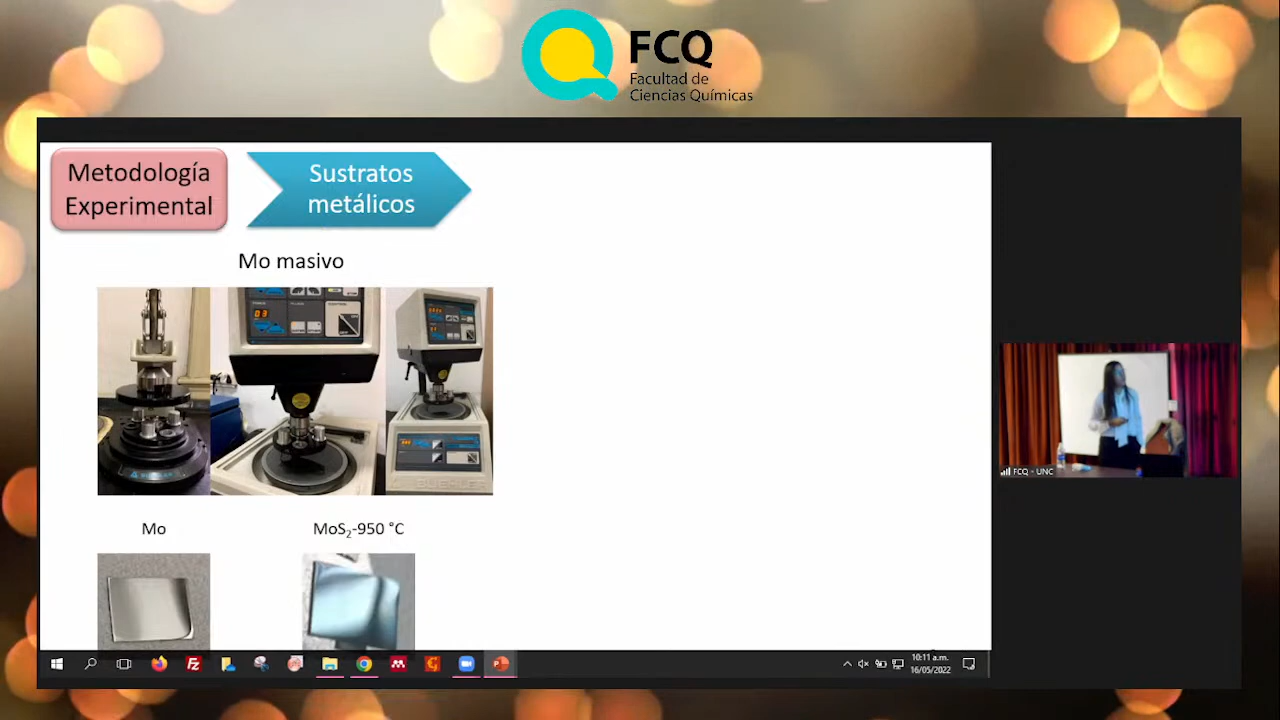 FCQ
Facultad de
Ciencias Químicas
Metodología
Experimental
Sustratos
metálicos
Mo masivo
03
Mo
MoS₂-950 °C
FCQ - UNC
10:11 a.m.
16/05/2022